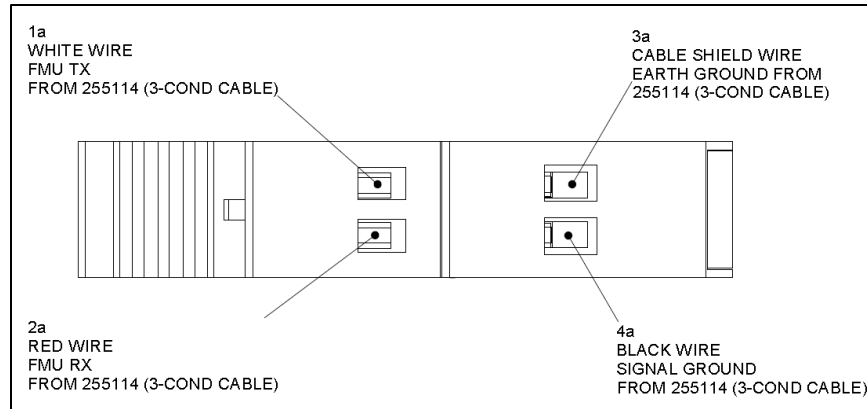 1a
WHITE WIRE
FMU TX
FROM 255114 (3-COND CABLE)
3a
CABLE SHIELD WIRE
EARTH GROUND FROM
255114 (3-COND CABLE)
2a
RED WIRE
FMU RX
FROM 255114 (3-COND CABLE)
4a
BLACK WIRE
SIGNAL GROUND
FROM 255114 (3-COND CABLE)